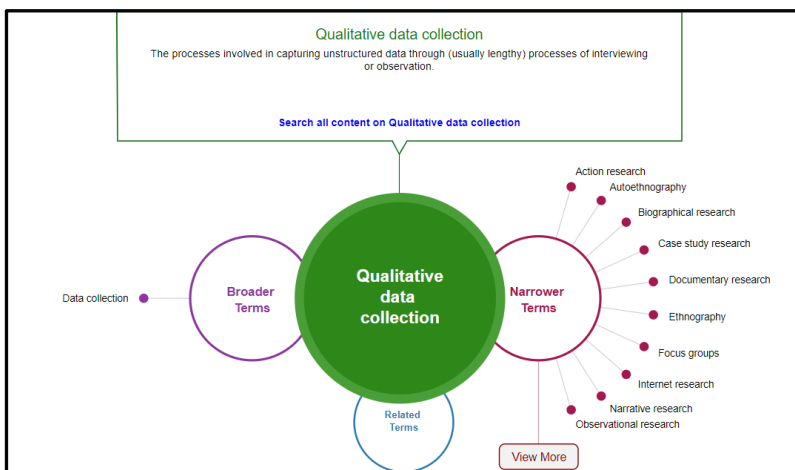 Qualitative data collection
The processes involved in capturing unstructured data through (usually lengthy) processes of interviewing
or observation.
Search all content on Qualitative data collection
Data collection
Broader
Terms
Qualitative
data
collection
Related
Terms
Narrower
Terms
Action research
Autoethnography
Biographical research
Case study research
Documentary research
Ethnography
Focus groups
Internet research
Narrative research
Observational research
View More